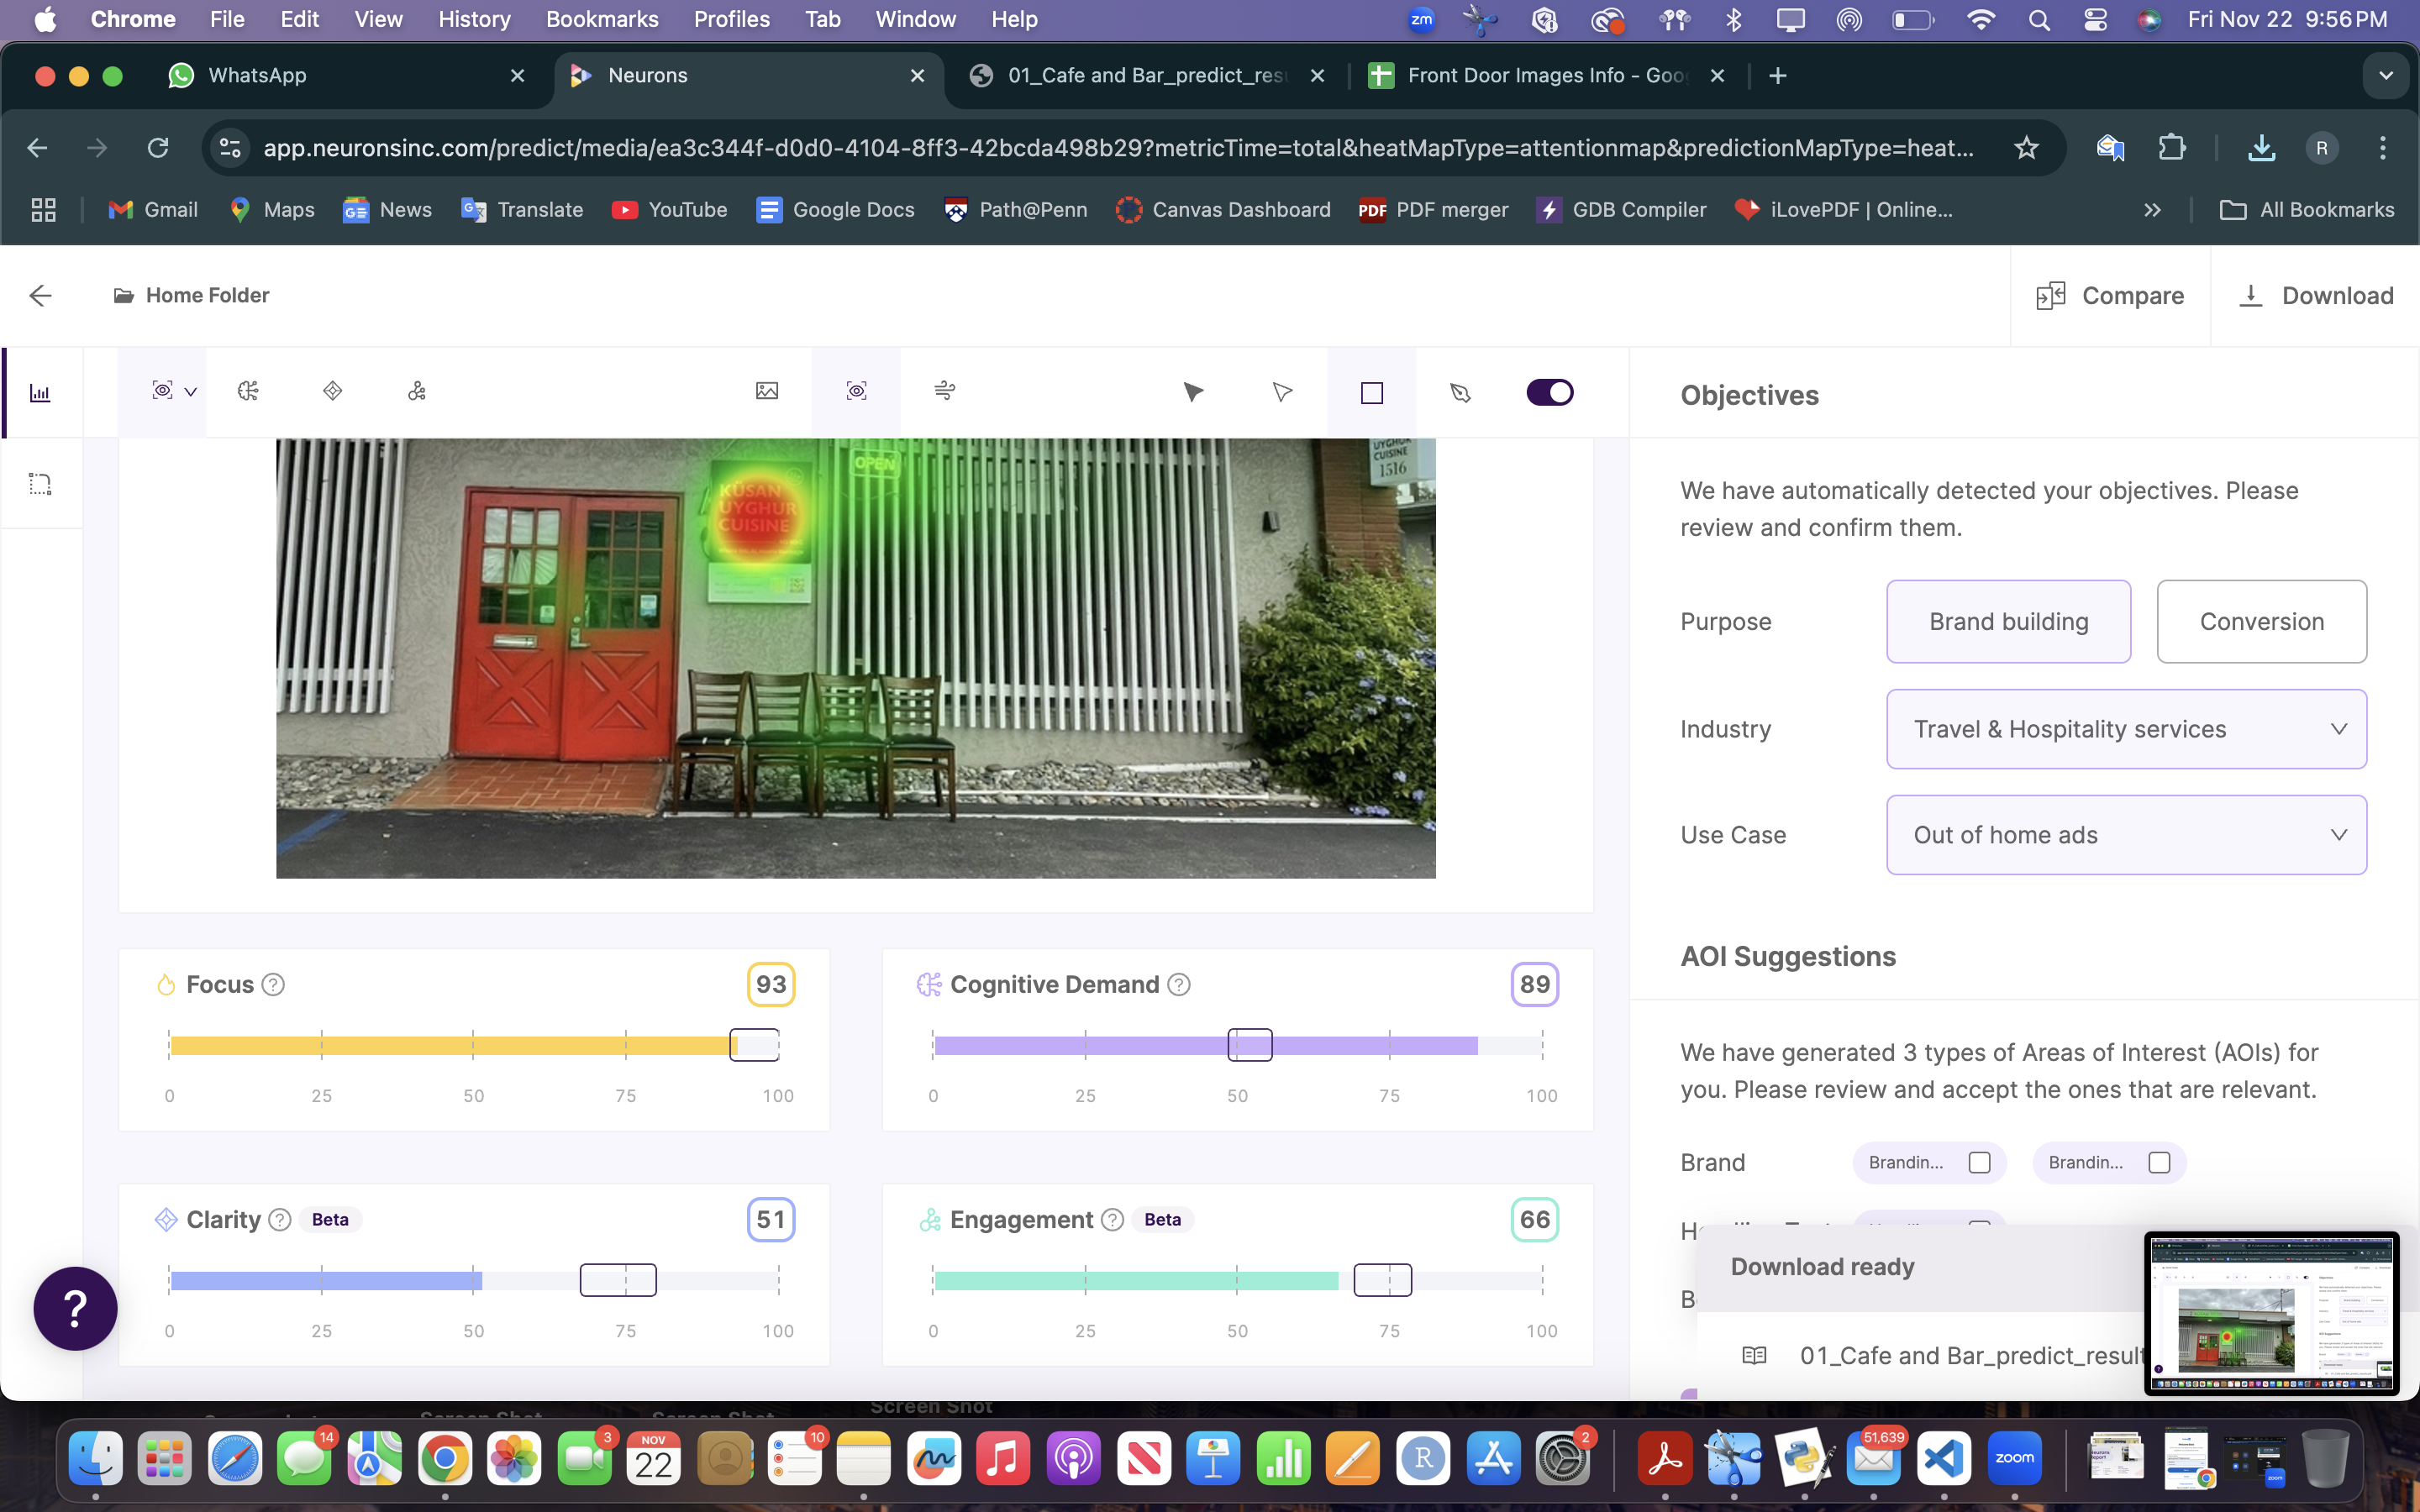 Chrome File Edit View History Bookmarks Profiles Tab Window Help zm Fri Nov 22 9:56 PM
WhatsApp Neurons 01_Cafe and Bar_predict_resu Front Door Images Info - Goo
app.neuronsinc.com/predict/media/ea3c344f-d0d0-4104-8ff3-42bcda498b29?metricTime=total&heatMapType=attentionmap&predictionMapType=heat... R
Gmail Maps News Translate YouTube Google Docs Path@Penn Canvas Dashboard PDF PDF merger GDB Compiler iLovePDF | Online... All Bookmarks
Home Folder Compare Download
Objectives
We have automatically detected your objectives. Please
review and confirm them.
Purpose Brand building Conversion
Industry Travel & Hospitality services
Use Case Out of home ads
AOI Suggestions
We have generated 3 types of Areas of Interest (AOIs) for
you. Please review and accept the ones that are relevant.
Brand Brandin... Brandin...
Download ready
01_Cafe and Bar_predict_result
OPEN
KÜSAN
UYGHUR
CUISINE
UYGHUR
CUISINE
1516
Focus ? 93
0 25 50 75 100
Cognitive Demand ? 89
0 25 50 75 100
Clarity ? Beta 51
0 25 50 75 100
Engagement ? Beta 66
0 25 50 75 100
?
Screen Shot
14 3 NOV 22 10 R 2 51,639 zoom